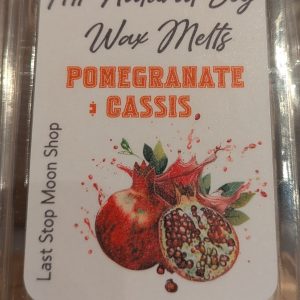 All Natural Soy
Wax Melts
POMEGRANATE
& CASSIS
Last Stop Moon Shop